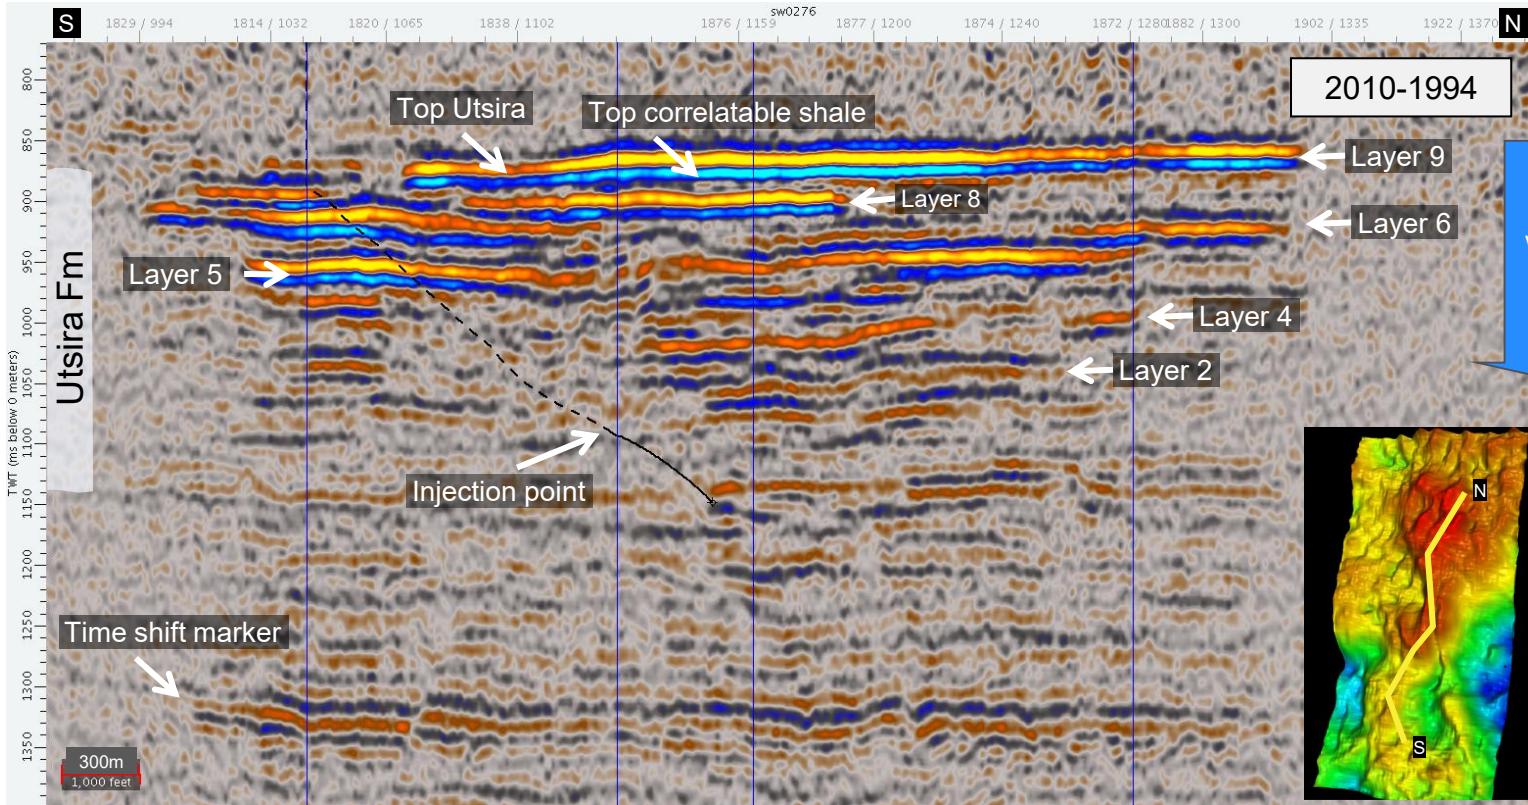 sw0276
S
1829 / 994
1814 / 1032
1820 / 1065
1838 / 1102
1876 / 1159
1877 / 1200
1874 / 1240
1872 / 1280
1882 / 1300
1902 / 1335
1922 / 1370
N
2010-1994
Top Utsira
Top correlatable shale
Layer 9
Layer 8
Layer 6
Layer 5
Layer 4
Layer 2
Utsira Fm
Injection point
Time shift marker
TWT (ms below 0 meters)
800
850
900
950
1000
1050
1100
1150
1200
1250
1300
1350
300m
1,000 feet
N
S